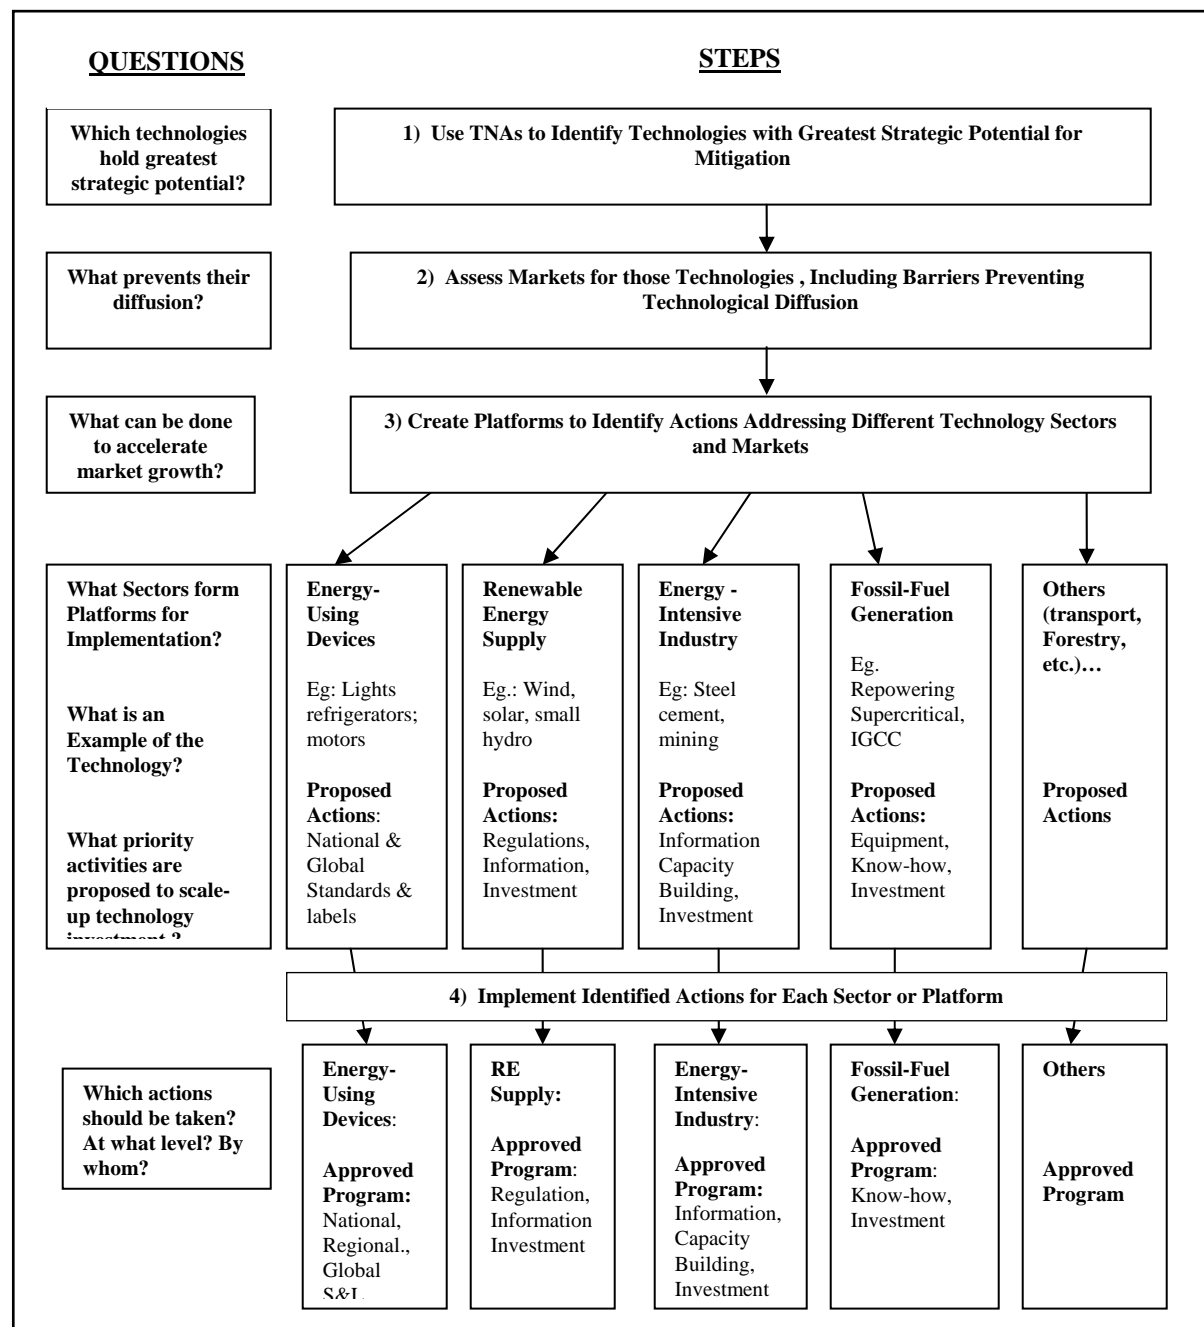 QUESTIONS
STEPS
Which technologies
hold greatest
strategic potential?
1) Use TNAs to Identify Technologies with Greatest Strategic Potential for
Mitigation
What prevents their
diffusion?
2) Assess Markets for those Technologies , Including Barriers Preventing
Technological Diffusion
What can be done
to accelerate
market growth?
3) Create Platforms to Identify Actions Addressing Different Technology Sectors
and Markets
What Sectors form
Platforms for
Implementation?
What is an
Example of the
Technology?
What priority
activities are
proposed to scale-
up technology
investment ?
Energy-
Using
Devices
Eg: Lights
refrigerators;
motors
Proposed
Actions:
National &
Global
Standards &
labels
Renewable
Energy
Supply
Eg.: Wind,
solar, small
hydro
Proposed
Actions:
Regulations,
Information,
Investment
Energy -
Intensive
Industry
Eg: Steel
cement,
mining
Proposed
Actions:
Information
Capacity
Building,
Investment
Fossil-Fuel
Generation
Eg.
Repowering
Supercritical,
IGCC
Proposed
Actions:
Equipment,
Know-how,
Investment
Others
(transport,
Forestry,
etc.)…
Proposed
Actions
4) Implement Identified Actions for Each Sector or Platform
Which actions
should be taken?
At what level? By
whom?
Energy-
Using
Devices:
Approved
Program:
National,
Regional.,
Global
S&L
RE
Supply:
Approved
Program:
Regulation,
Information
Investment
Energy-
Intensive
Industry:
Approved
Program:
Information,
Capacity
Building,
Investment
Fossil-Fuel
Generation:
Approved
Program:
Know-how,
Investment
Others
Approved
Program